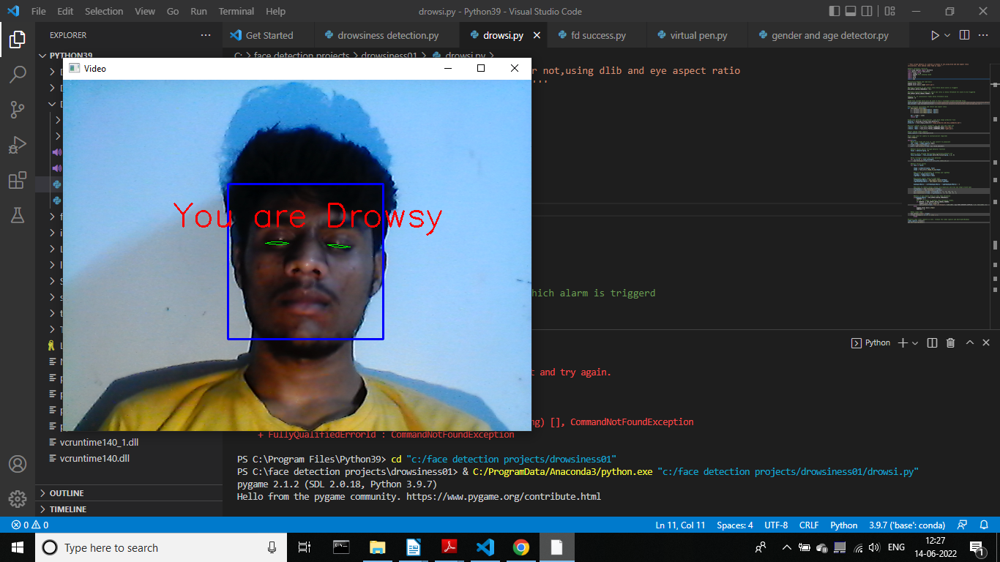 File Edit Selection View Go Run Terminal Help
drowsi.py - Python39 - Visual Studio Code
EXPLORER
Get Started drowsiness detection.py drowsi.py fd success.py virtual pen.py gender and age detector.py
PYTHON39
C: > face detection projects > drowsiness01 > drowsi.py >
Video
not,using dlib and eye aspect ratio
'''
You are Drowsy
which alarm is triggerd
Python
and try again.
[], CommandNotFoundException
+ FullyQualifiedErrorId : CommandNotFoundException
vcruntime140_1.dll
vcruntime140.dll
PS C:\Program Files\Python39> cd "c:/face detection projects/drowsiness01"
PS C:\face detection projects\drowsiness01> & C:/ProgramData/Anaconda3/python.exe "c:/face detection projects/drowsiness01/drowsi.py"
pygame 2.1.2 (SDL 2.0.18, Python 3.9.7)
Hello from the pygame community. https://www.pygame.org/contribute.html
OUTLINE
TIMELINE
0 0
Ln 11, Col 11 Spaces: 4 UTF-8 CRLF Python 3.9.7 ('base': conda)
Type here to search
ENG
12:27
14-06-2022
1